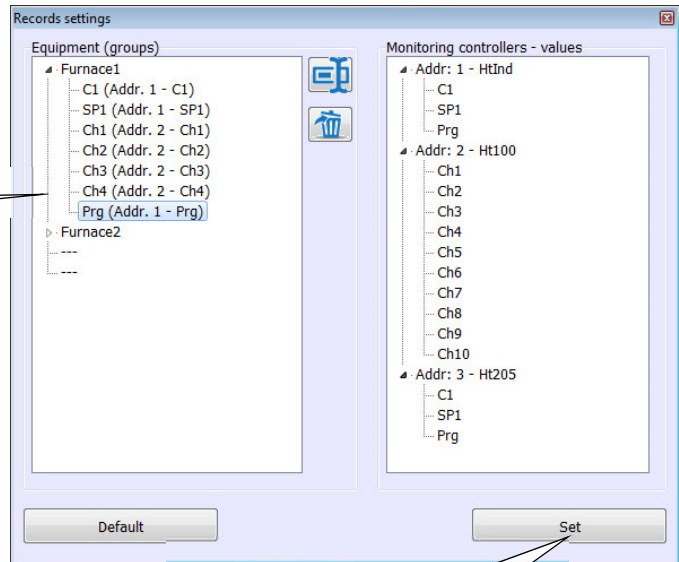 Records settings
Equipment (groups)
Furnace1
C1 (Addr. 1 - C1)
SP1 (Addr. 1 - SP1)
Ch1 (Addr. 2 - Ch1)
Ch2 (Addr. 2 - Ch2)
Ch3 (Addr. 2 - Ch3)
Ch4 (Addr. 2 - Ch4)
Prg (Addr. 1 - Prg)
Furnace2
---
---
Monitoring controllers - values
Addr: 1 - HtInd
C1
SP1
Prg
Addr: 2 - Ht100
Ch1
Ch2
Ch3
Ch4
Ch5
Ch6
Ch7
Ch8
Ch9
Ch10
Addr: 3 - Ht205
C1
SP1
Prg
Default
Set